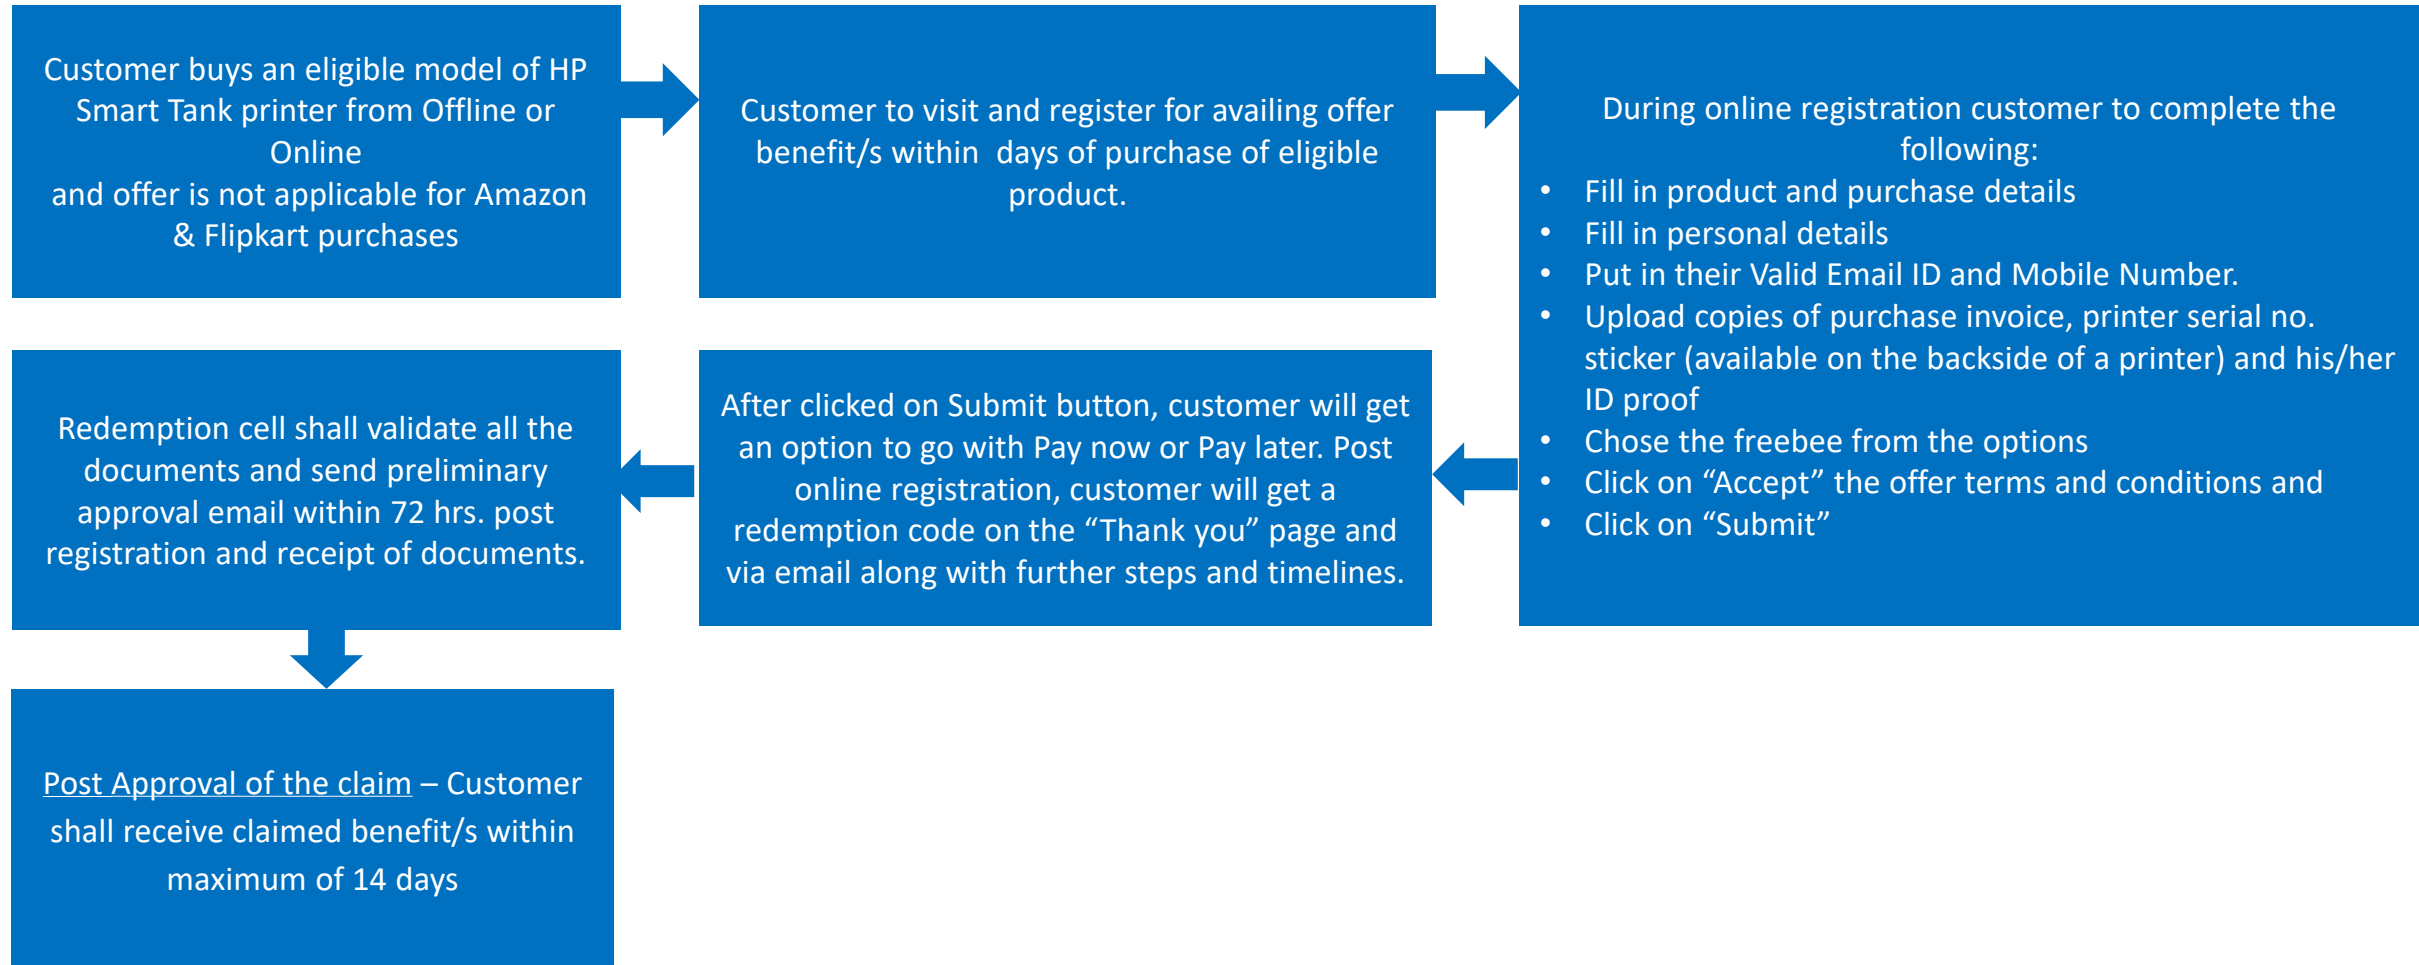 Customer buys an eligible model of HP
Smart Tank printer from Offline or
Online
and offer is not applicable for Amazon
& Flipkart purchases
Customer to visit and register for availing offer
benefit/s within  days of purchase of eligible
product.
During online registration customer to complete the
following:
• Fill in product and purchase details
• Fill in personal details
• Put in their Valid Email ID and Mobile Number.
• Upload copies of purchase invoice, printer serial no.
sticker (available on the backside of a printer) and his/her
ID proof
• Chose the freebee from the options
• Click on “Accept” the offer terms and conditions and
• Click on “Submit”
After clicked on Submit button, customer will get
an option to go with Pay now or Pay later. Post
online registration, customer will get a
redemption code on the “Thank you” page and
via email along with further steps and timelines.
Redemption cell shall validate all the
documents and send preliminary
approval email within 72 hrs. post
registration and receipt of documents.
Post Approval of the claim – Customer
shall receive claimed benefit/s within
maximum of 14 days